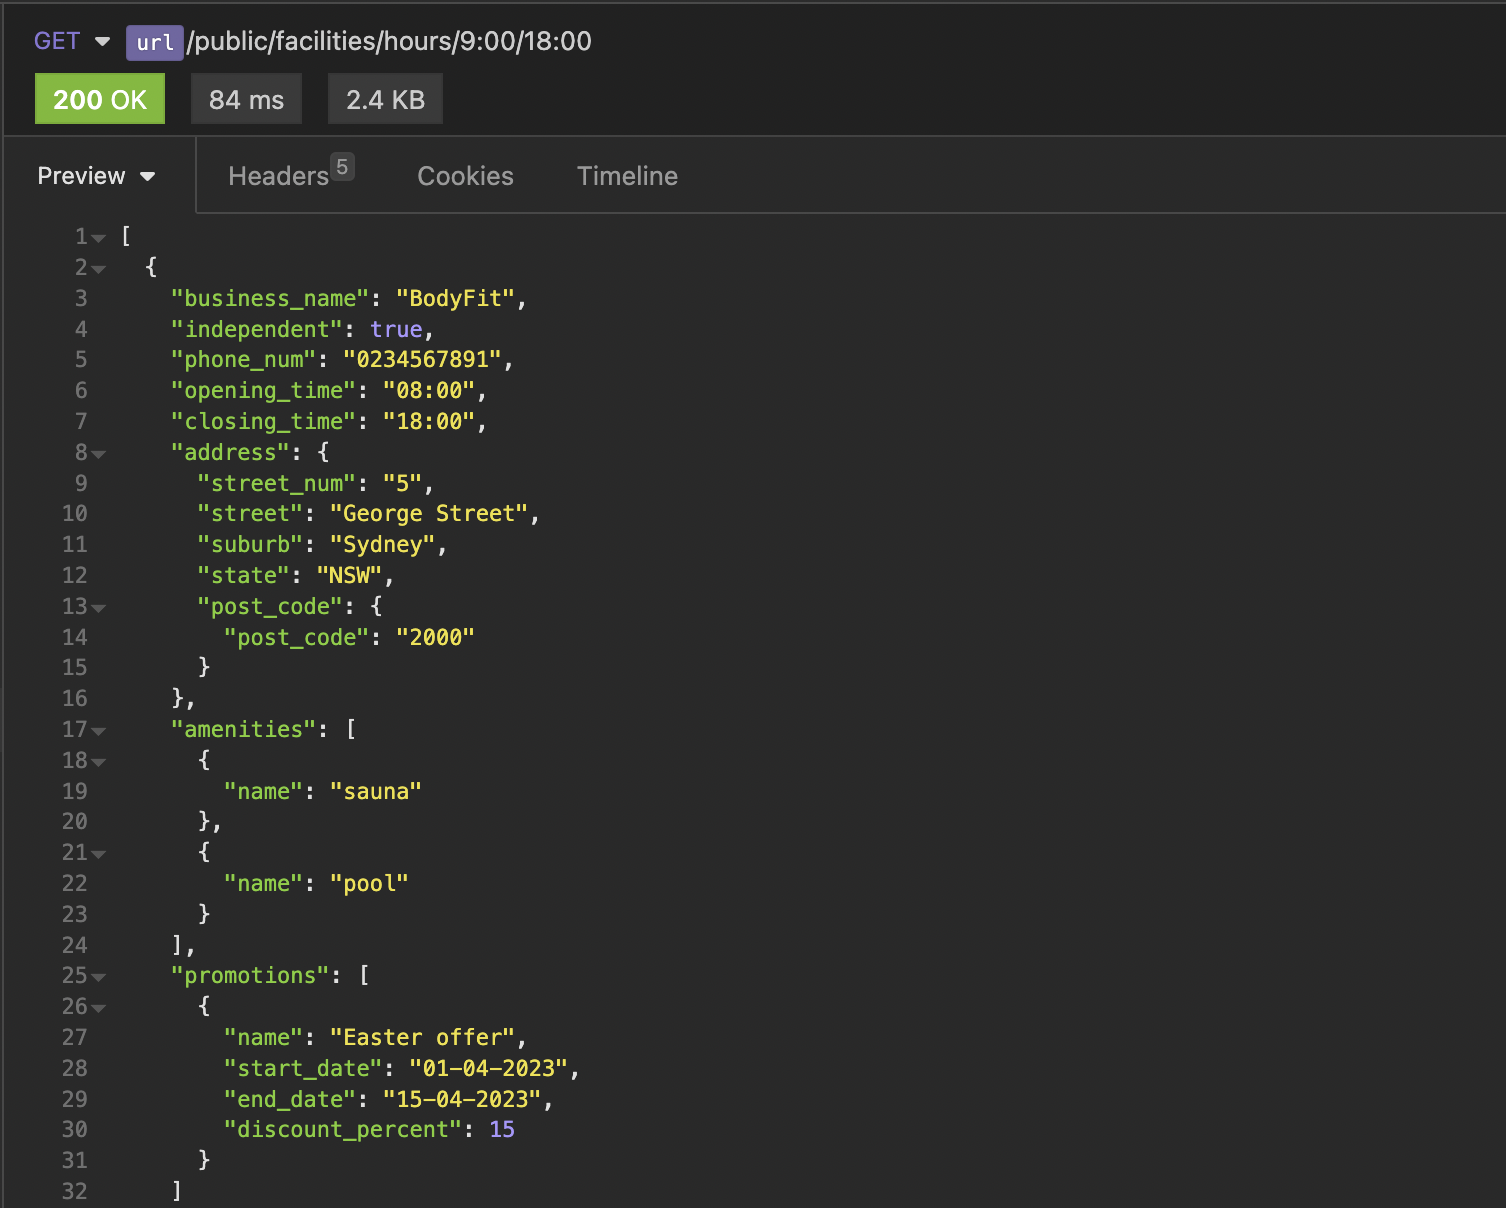 GET url/public/facilities/hours/9:00/18:00
200 OK 84 ms 2.4 KB
Preview Headers 5 Cookies Timeline
1 [
2 {
3 "business_name": "BodyFit",
4 "independent": true,
5 "phone_num": "0234567891",
6 "opening_time": "08:00",
7 "closing_time": "18:00",
8 "address": {
9 "street_num": "5",
10 "street": "George Street",
11 "suburb": "Sydney",
12 "state": "NSW",
13 "post_code": {
14 "post_code": "2000"
15 }
16 },
17 "amenities": [
18 {
19 "name": "sauna"
20 },
21 {
22 "name": "pool"
23 }
24 ],
25 "promotions": [
26 {
27 "name": "Easter offer",
28 "start_date": "01-04-2023",
29 "end_date": "15-04-2023",
30 "discount_percent": 15
31 }
32 ]